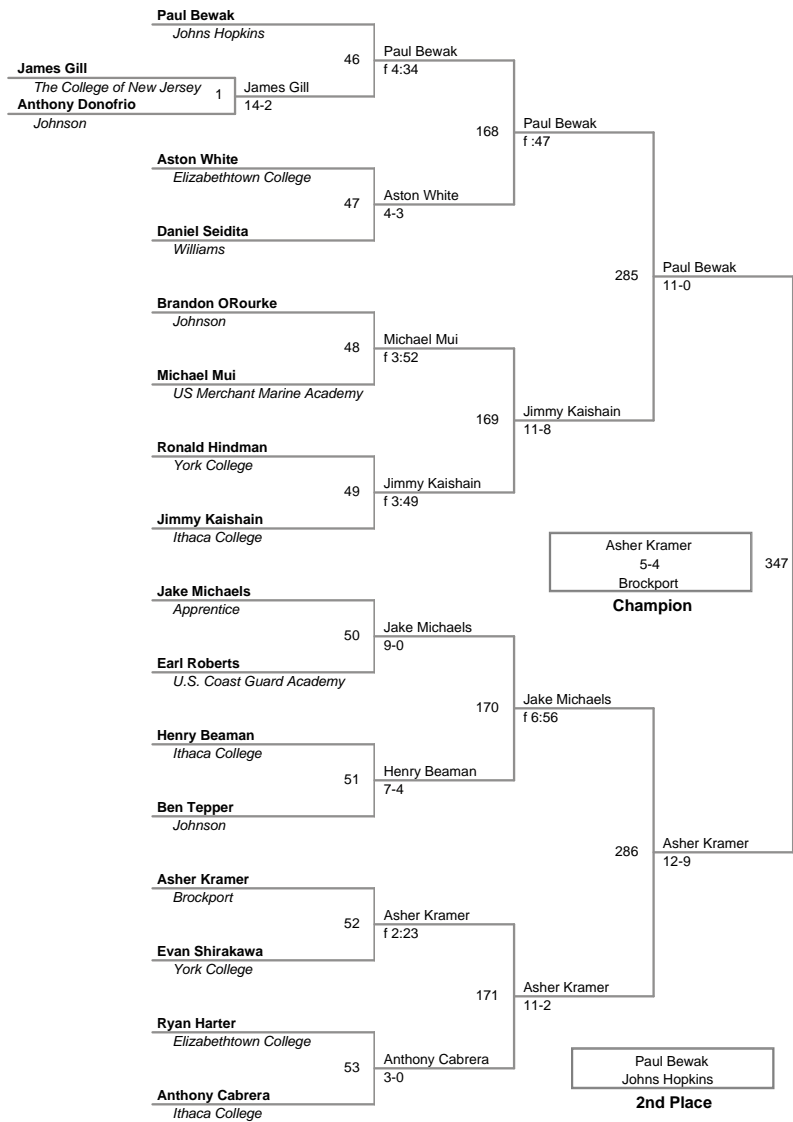 Paul Bewak
Johns Hopkins
46
Paul Bewak
f 4:34
James Gill
The College of New Jersey
1
James Gill
14-2
Anthony Donofrio
Johnson
168
Paul Bewak
f :47
Aston White
Elizabethtown College
47
Aston White
4-3
Daniel Seidita
Williams
285
Paul Bewak
11-0
Brandon ORourke
Johnson
48
Michael Mui
f 3:52
Michael Mui
US Merchant Marine Academy
169
Jimmy Kaishain
11-8
Ronald Hindman
York College
49
Jimmy Kaishain
f 3:49
Jimmy Kaishain
Ithaca College
Asher Kramer
5-4
Brockport
347
Champion
Jake Michaels
Apprentice
50
Jake Michaels
9-0
Earl Roberts
U.S. Coast Guard Academy
170
Jake Michaels
f 6:56
Henry Beaman
Ithaca College
51
Henry Beaman
7-4
Ben Tepper
Johnson
286
Asher Kramer
12-9
Asher Kramer
Brockport
52
Asher Kramer
f 2:23
Evan Shirakawa
York College
171
Asher Kramer
11-2
Ryan Harter
Elizabethtown College
53
Anthony Cabrera
3-0
Anthony Cabrera
Ithaca College
Paul Bewak
Johns Hopkins
2nd Place